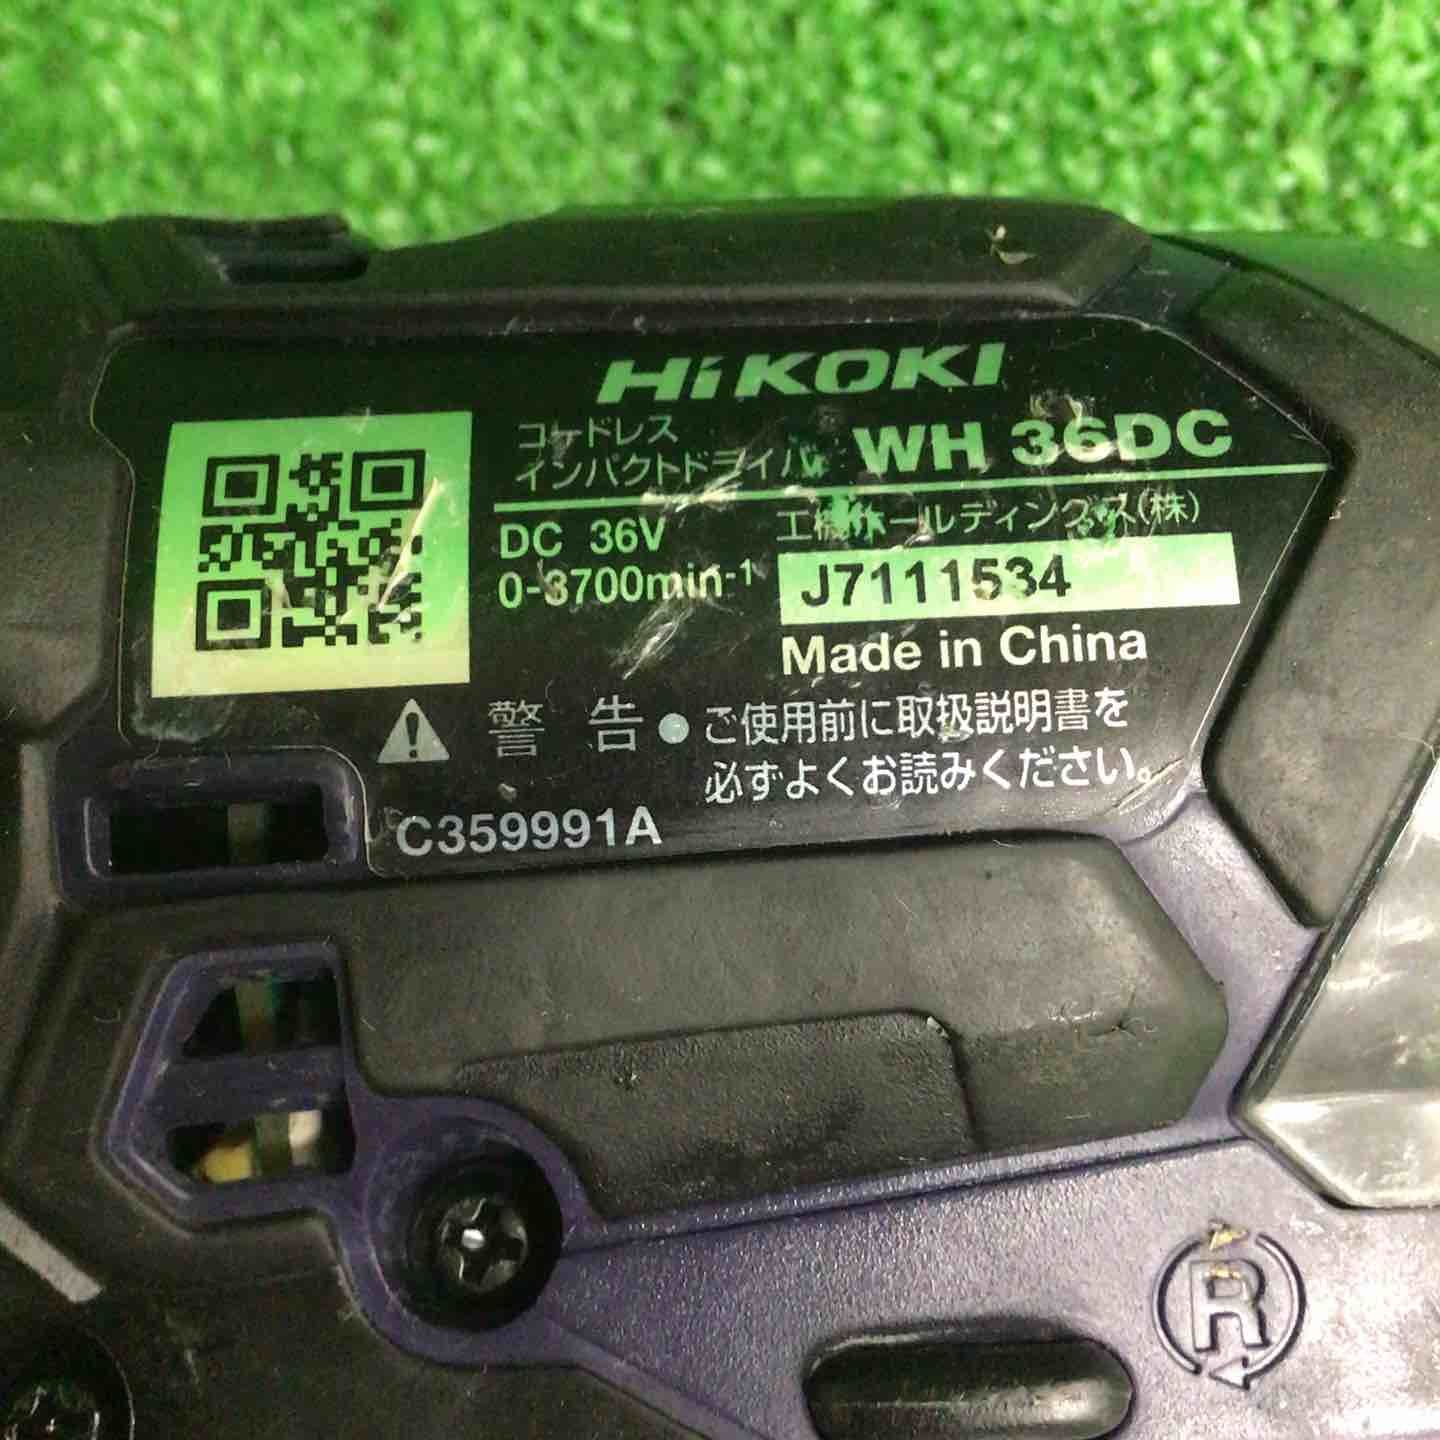 HiKOKI
コードレス
インパクトドライバ WH 36DC
DC 36V
0-3700min-1
工機ホールディングス(株)
J7111534
Made in China
⚠ 警告 ● ご使用前に取扱説明書を
必ずよくお読みください。
C359991A
R